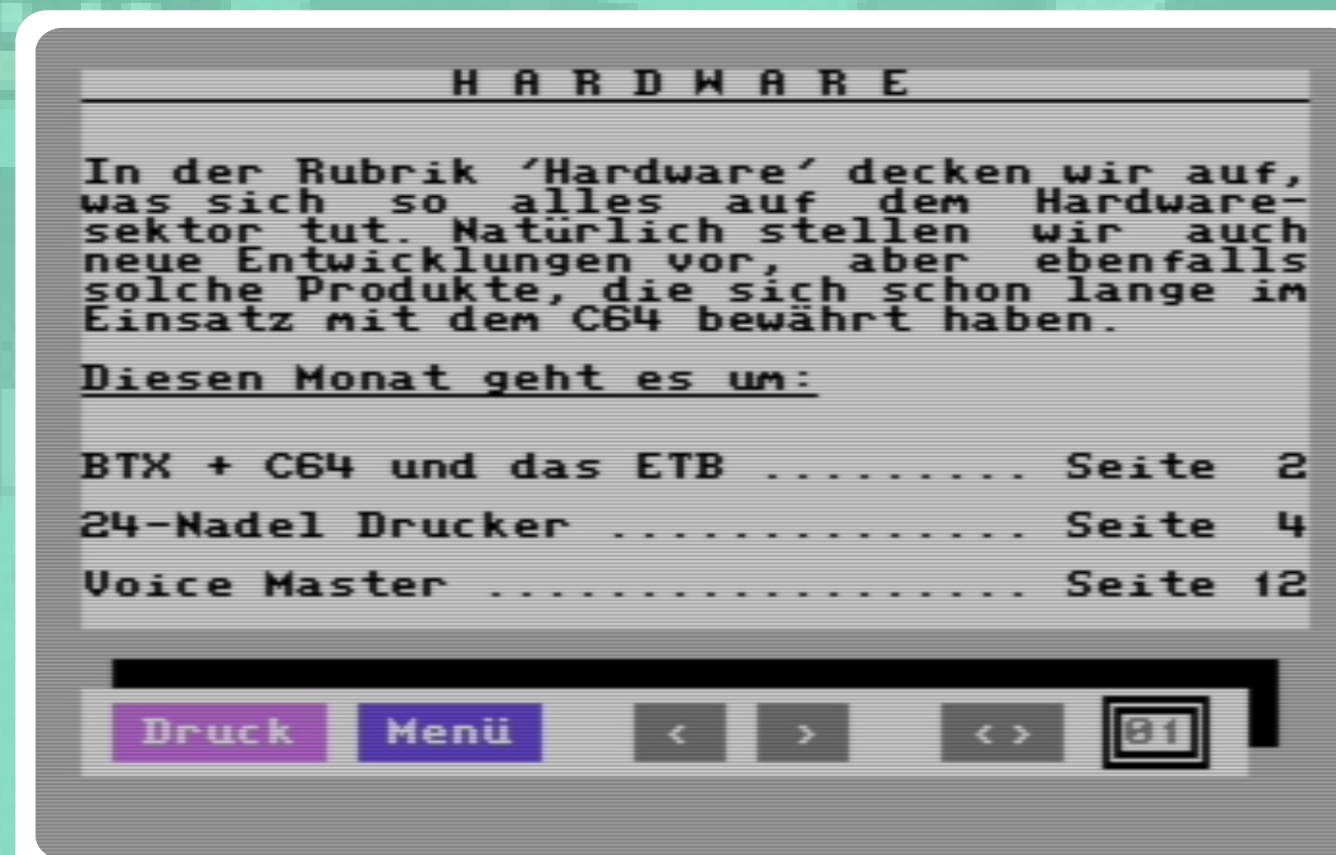 H A R D W A R E
In der Rubrik 'Hardware' decken wir auf,
was sich so alles auf dem Hardware-
sektor tut. Natürlich stellen wir auch
neue Entwicklungen vor, aber ebenfalls
solche Produkte, die sich schon lange im
Einsatz mit dem C64 bewährt haben.
Diesen Monat geht es um:
BTX + C64 und das ETB ......... Seite 2
24-Nadel Drucker .............. Seite 4
Voice Master .................. Seite 12
Druck Menü < > <> 01